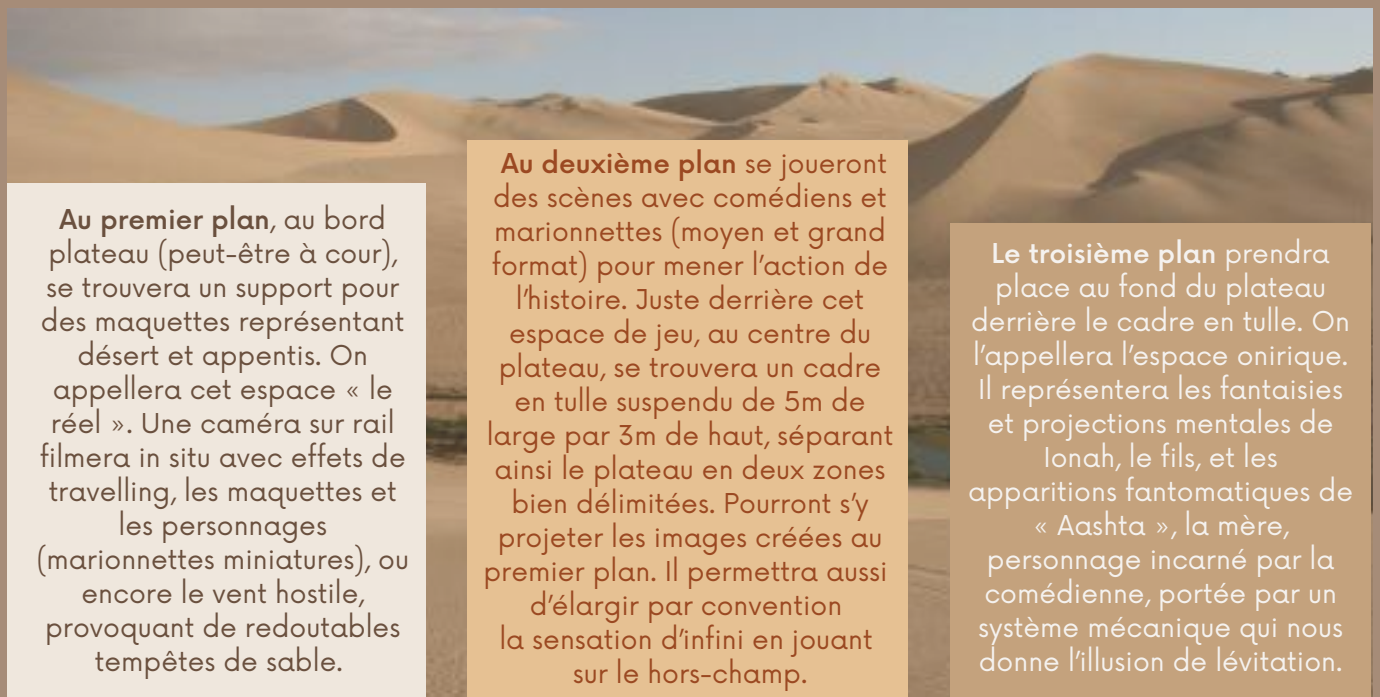 Au premier plan, au bord
plateau (peut-être à cour),
se trouvera un support pour
des maquettes représentant
désert et appentis. On
appellera cet espace « le
réel ». Une caméra sur rail
filmera in situ avec effets de
travelling, les maquettes et
les personnages
(marionnettes miniatures), ou
encore le vent hostile,
provoquant de redoutables
tempêtes de sable.
Au deuxième plan se joueront
des scènes avec comédiens et
marionnettes (moyen et grand
format) pour mener l'action de
l'histoire. Juste derrière cet
espace de jeu, au centre du
plateau, se trouvera un cadre
en tulle suspendu de 5m de
large par 3m de haut, séparant
ainsi le plateau en deux zones
bien délimitées. Pourront s'y
projeter les images créées au
premier plan. Il permettra aussi
d'élargir par convention
la sensation d'infini en jouant
sur le hors-champ.
Le troisième plan prendra
place au fond du plateau
derrière le cadre en tulle. On
l'appellera l'espace onirique.
Il représentera les fantaisies
et projections mentales de
Ionah, le fils, et les
apparitions fantomatiques de
« Aashta », la mère,
personnage incarné par la
comédienne, portée par un
système mécanique qui nous
donne l'illusion de lévitation.